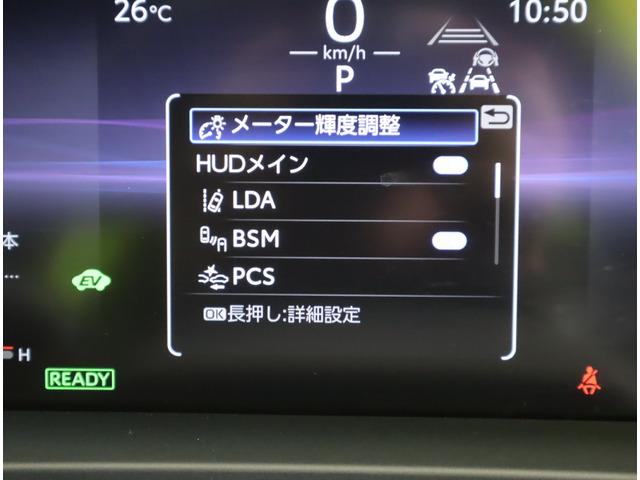 26℃
0
10:50
km/h
P
メーター輝度調整
HUDメイン
LDA
本
BSM
...
EV
PCS
OK長押し:詳細設定
H
READY